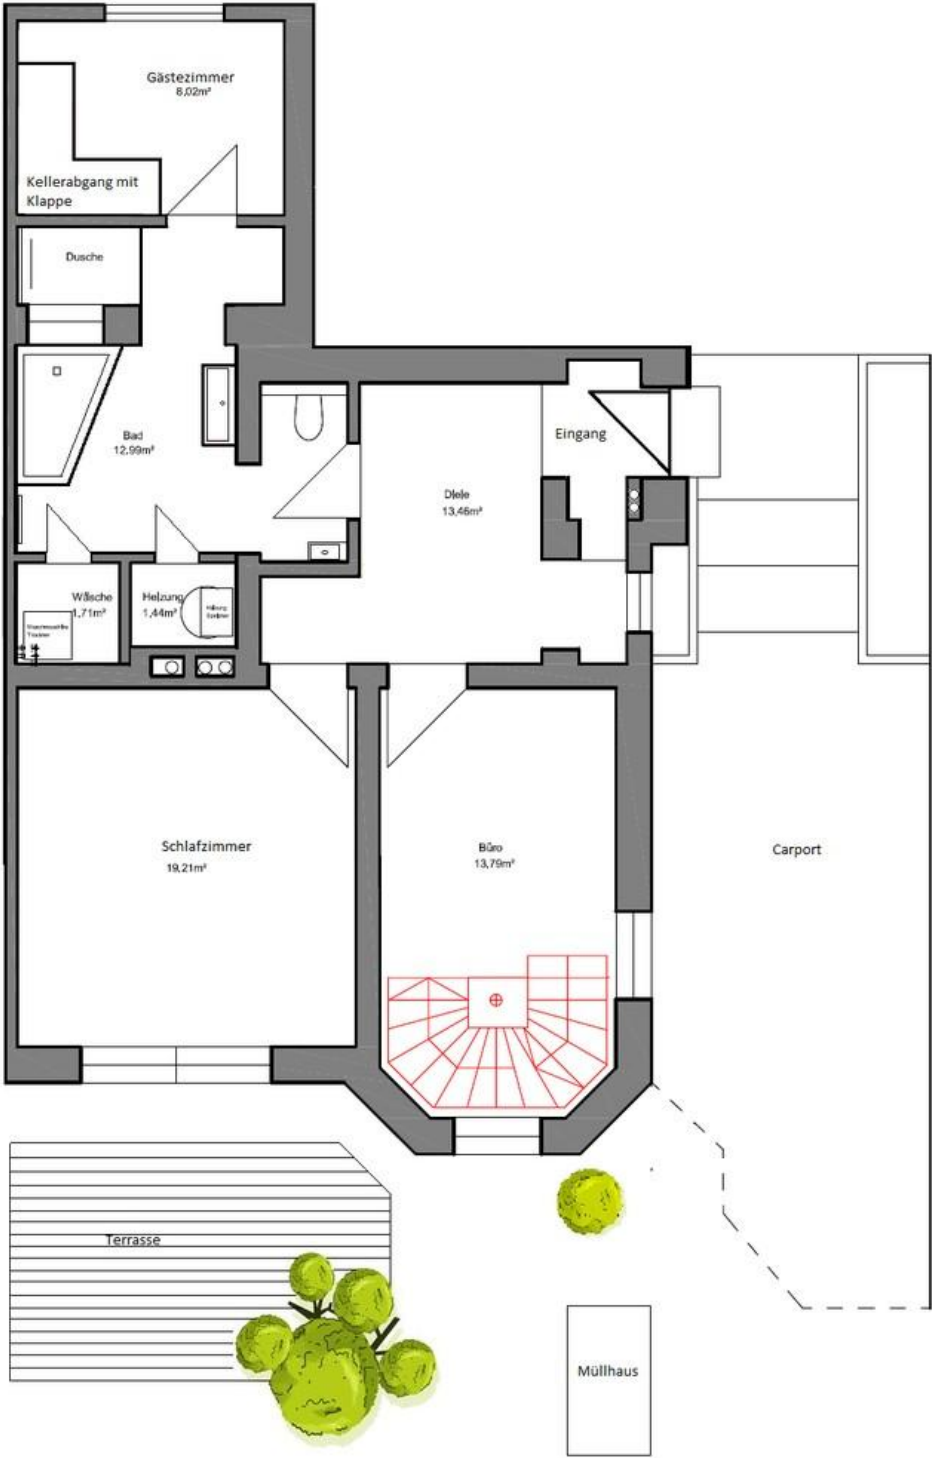 Gästezimmer
8,02m²
Kellerabgang mit
Klappe
Dusche
Bad
12,99m²
Eingang
Diele
13,46m²
Wäsche
1,71m²
Heizung
1,44m²
Schlafzimmer
19,21m²
Büro
13,79m²
Carport
Terrasse
Müllhaus